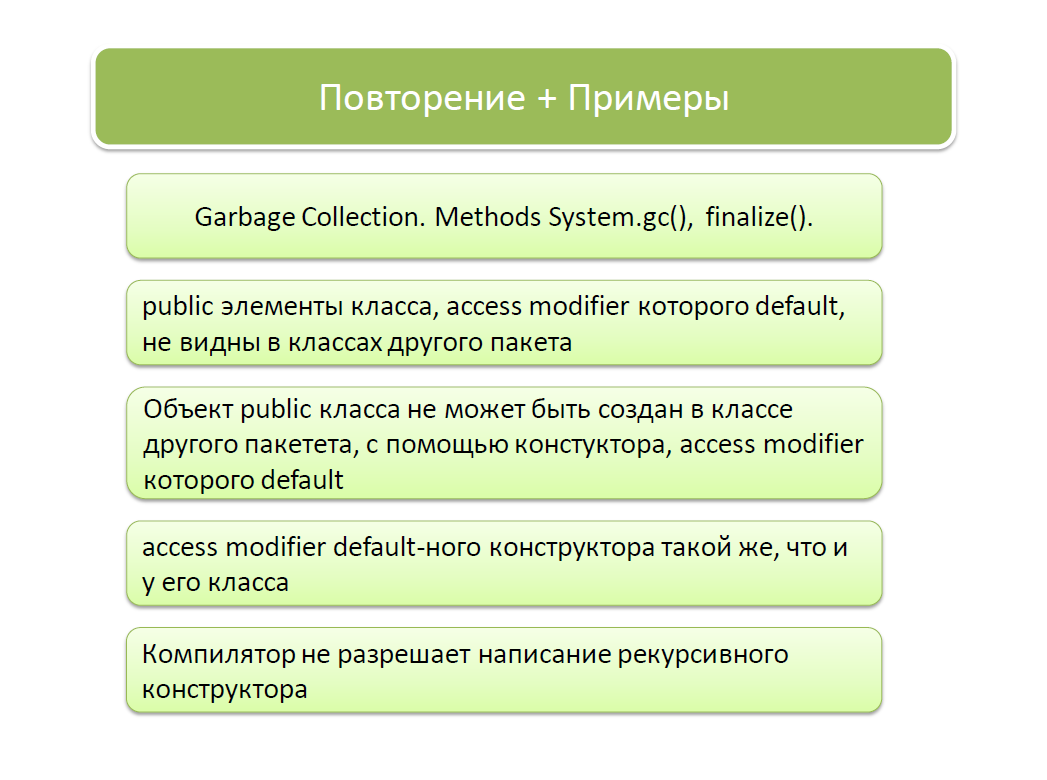 Повторение + Примеры
Garbage Collection. Methods System.gc(), finalize().
public элементы класса, access modifier которого default,
не видны в классах другого пакета
Объект public класса не может быть создан в классе
другого пакетета, с помощью констуктора, access modifier
которого default
access modifier default-ного конструктора такой же, что и
у его класса
Компилятор не разрешает написание рекурсивного
конструктора